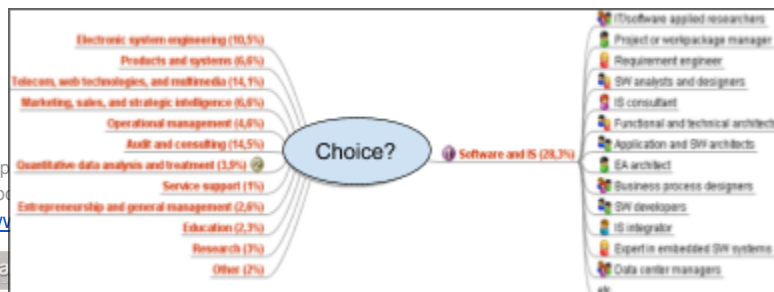 Electronic system engineering (10,5%)
Products and systems (6,6%)
Telecom, web technologies, and multimedia (14,1%)
Marketing, sales, and strategic intelligence (6,6%)
Operational management (4,6%)
Audit and consulting (14,5%)
Quantitative data analysis and treatment (3,9%)
Service support (1%)
Entrepreneurship and general management (2,6%)
Education (2,3%)
Research (3%)
Other (2%)
Choice?
Software and IS (28,3%)
IT/software applied researchers
Project or workpackage manager
Requirement engineer
SW analysts and designers
IS consultant
Functional and technical architects
Application and SW architects
EA architect
Business process designers
SW developers
IS integrator
Expert in embedded SW systems
Data center managers
etc